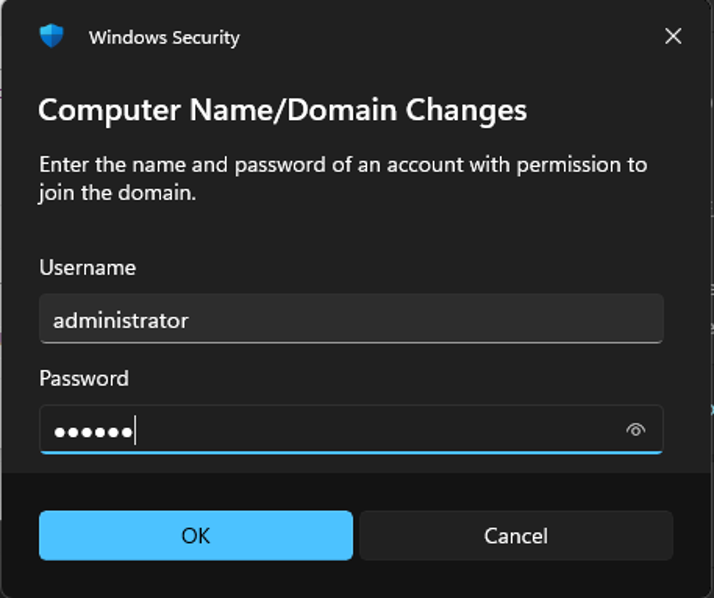 Windows Security
Computer Name/Domain Changes
Enter the name and password of an account with permission to
join the domain.
Username
administrator
Password
••••••
OK
Cancel